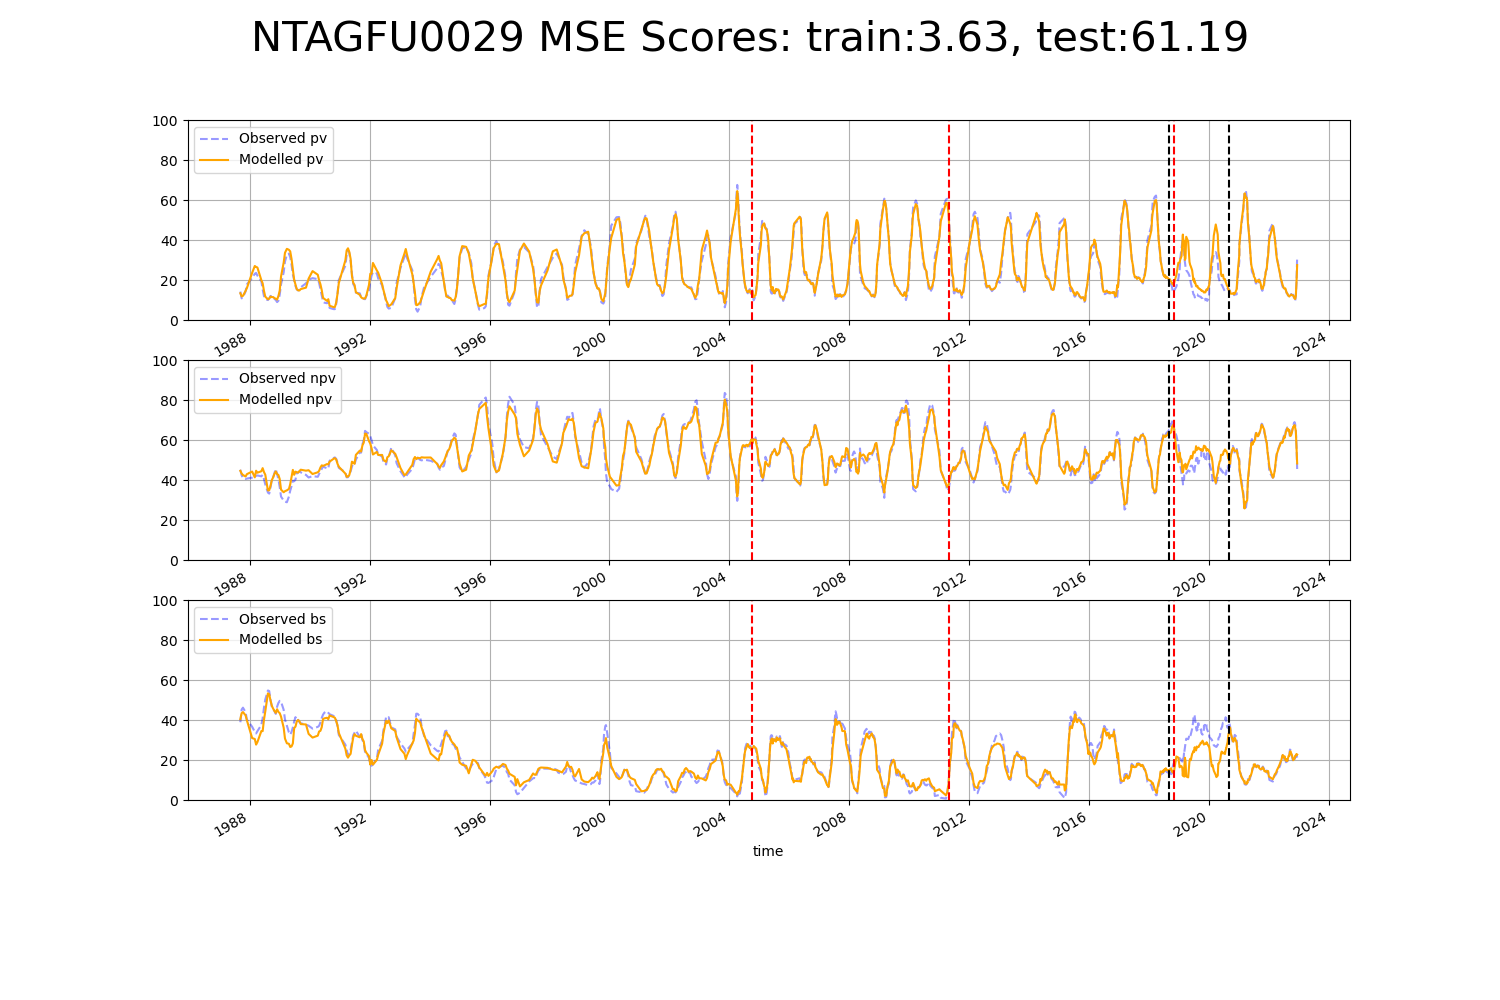 NTAGFU0029 MSE Scores: train:3.63, test:61.19
100
80
60
40
20
0
Observed pv
Modelled pv
1988 1992 1996 2000 2004 2008 2012 2016 2020 2024
100
80
60
40
20
0
Observed npv
Modelled npv
1988 1992 1996 2000 2004 2008 2012 2016 2020 2024
100
80
60
40
20
0
Observed bs
Modelled bs
1988 1992 1996 2000 2004 2008 2012 2016 2020 2024
time